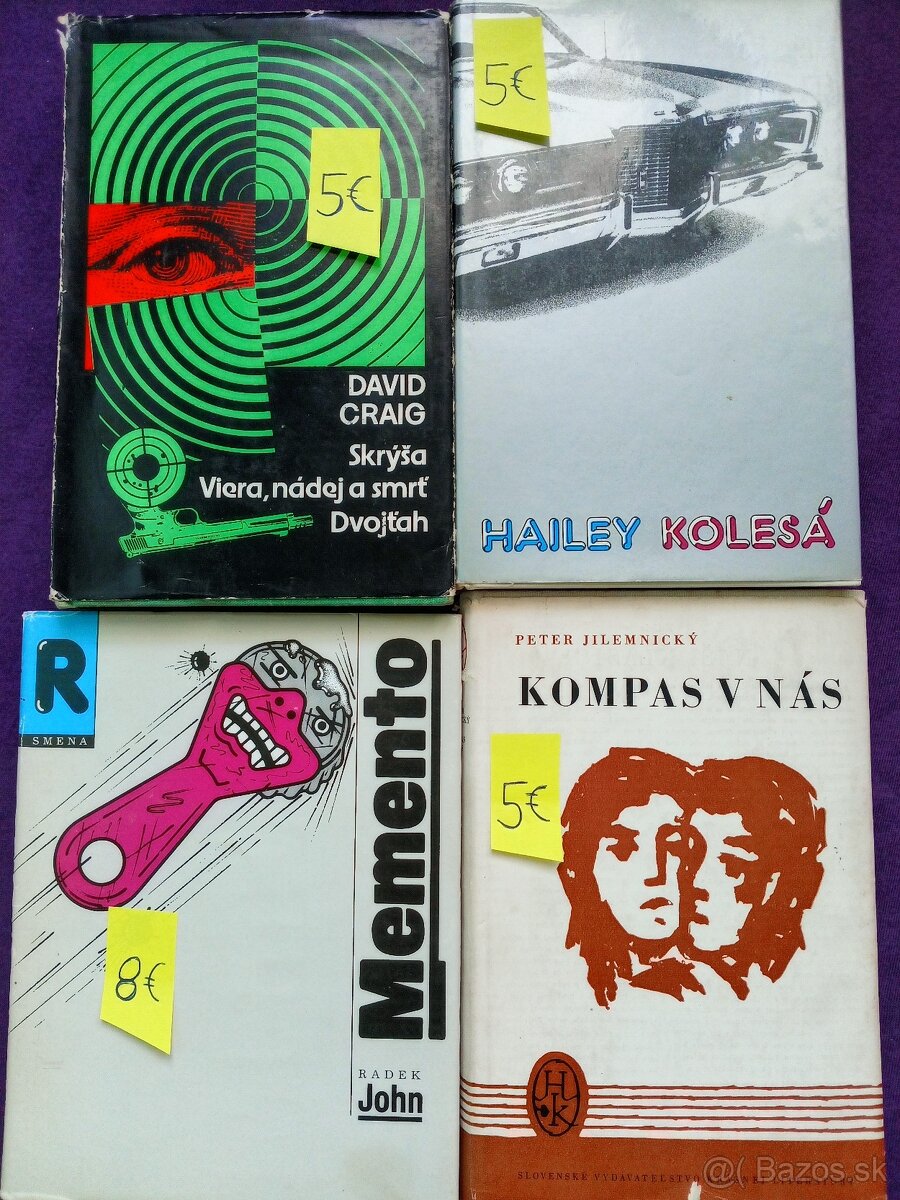 5€
DAVID
CRAIG
Skrýša
Viera, nádej a smrť
Dvojťah
5€
HAILEY KOLESÁ
R
SMENA
Memento
8€
RADEK
John
PETER JILEMNICKÝ
KOMPAS V NÁS
5€
HK
SLOVENSKÉ VYDAVATEĽSTVO
Bazos.sk